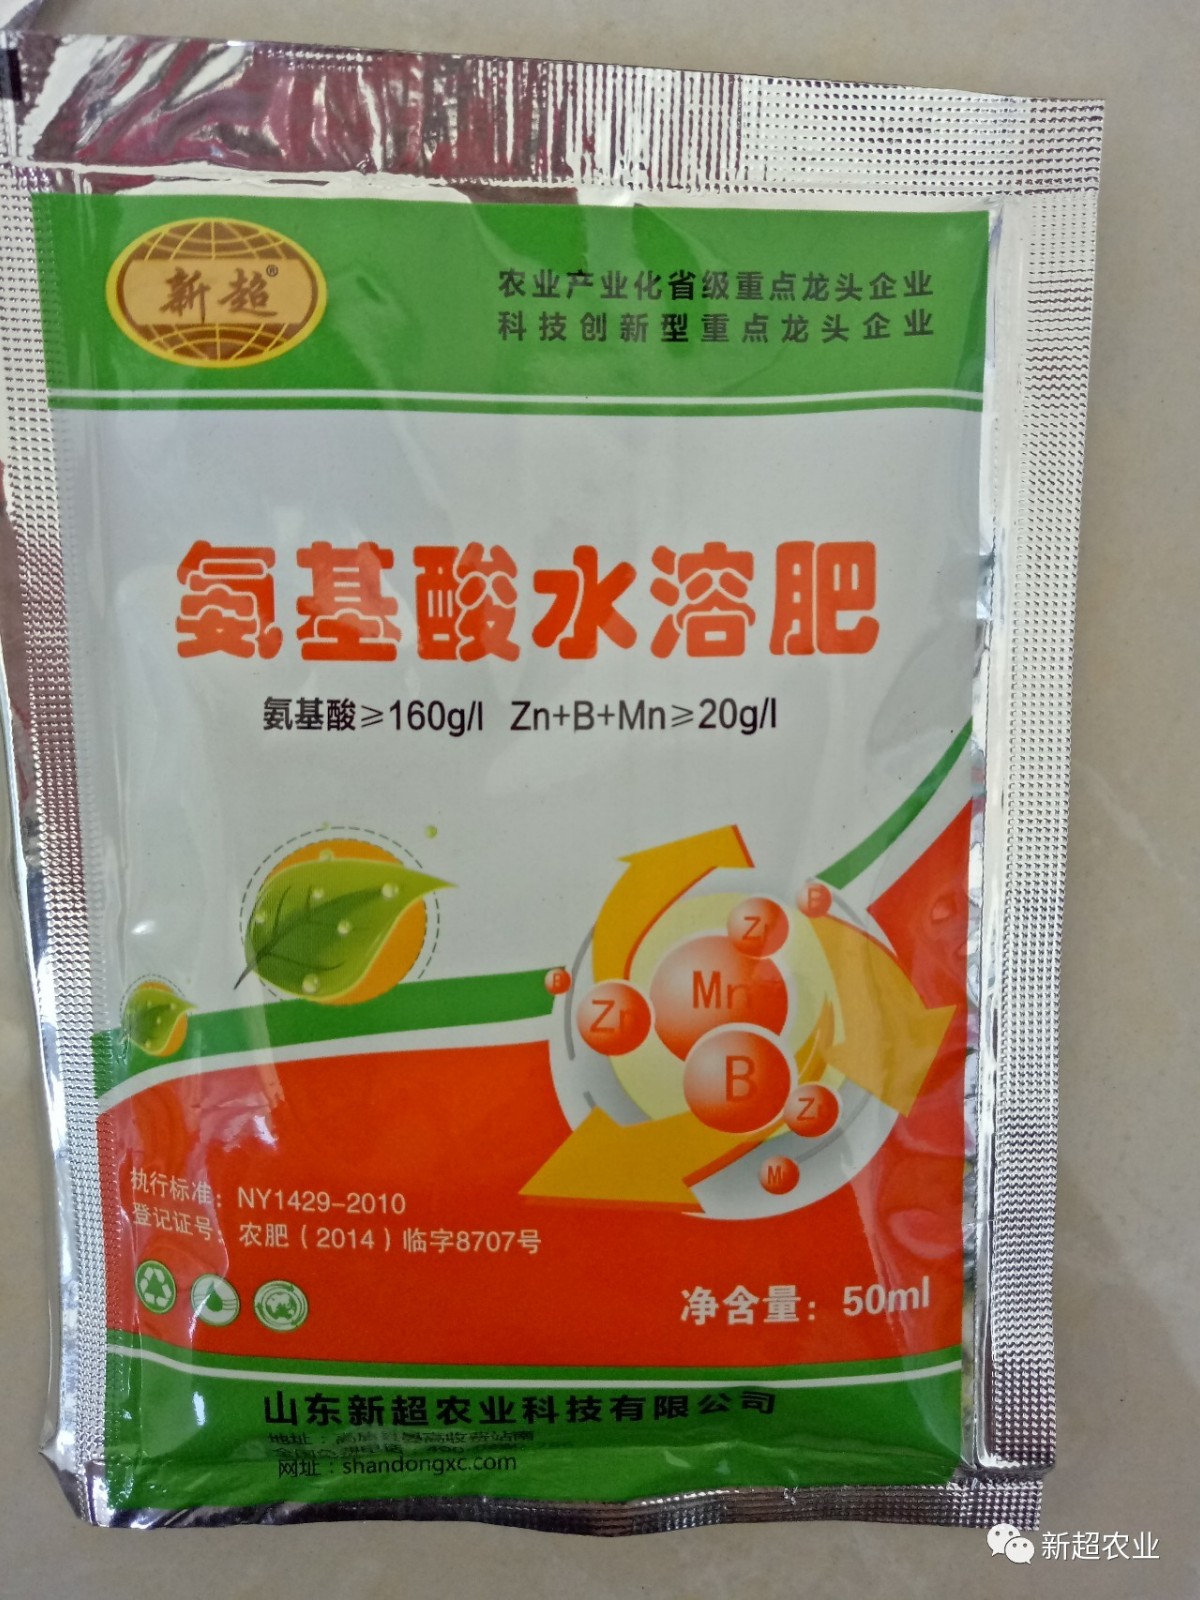 新超®
农业产业化省级重点龙头企业
科技创新型重点龙头企业
氨基酸水溶肥
氨基酸≥160g/l Zn+B+Mn≥20g/l
Zn
B
Mn
B
Zn
B
Zn
M
执行标准：NY1429-2010
登记证号：农肥（2014）临字8707号
净含量：50ml
山东新超农业科技有限公司
地址：
网址：shandongxc.com
新超农业